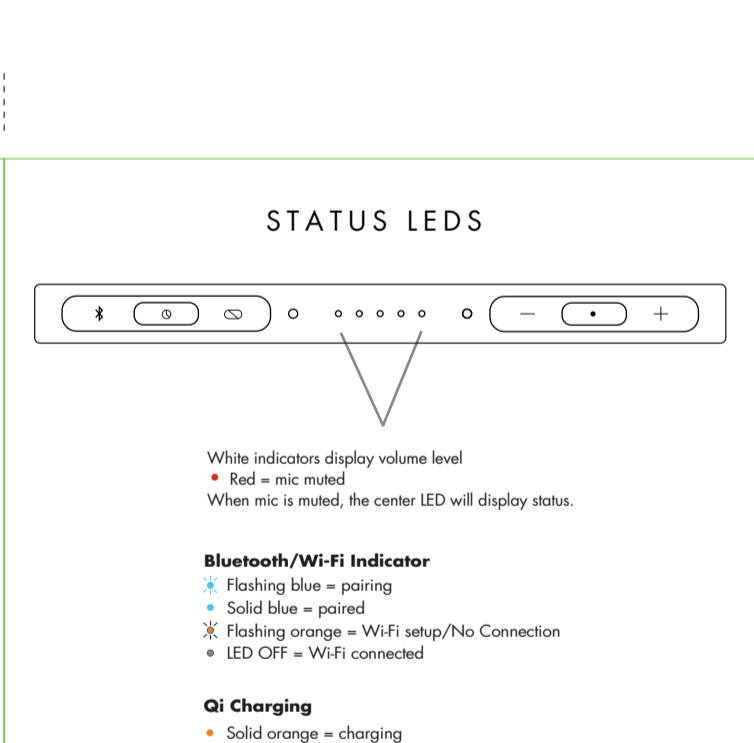 STATUS LEDS
White indicators display volume level
Red = mic muted
When mic is muted, the center LED will display status.
Bluetooth/Wi-Fi Indicator
Flashing blue = pairing
Solid blue = paired
Flashing orange = Wi-Fi setup/No Connection
LED OFF = Wi-Fi connected
Qi Charging
Solid orange = charging